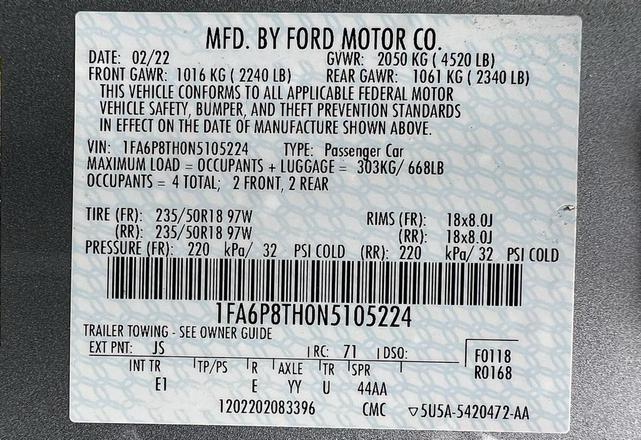 MFD. BY FORD MOTOR CO.
DATE: 02/22 GVWR: 2050 KG ( 4520 LB)
FRONT GAWR: 1016 KG ( 2240 LB) REAR GAWR: 1061 KG ( 2340 LB)
THIS VEHICLE CONFORMS TO ALL APPLICABLE FEDERAL MOTOR
VEHICLE SAFETY, BUMPER, AND THEFT PREVENTION STANDARDS
IN EFFECT ON THE DATE OF MANUFACTURE SHOWN ABOVE.
VIN: 1FA6P8TH0N5105224 TYPE: Passenger Car
MAXIMUM LOAD = OCCUPANTS + LUGGAGE = 303KG/ 668LB
OCCUPANTS = 4 TOTAL; 2 FRONT, 2 REAR
TIRE (FR): 235/50R18 97W RIMS (FR): 18x8.0J
(RR): 235/50R18 97W (RR): 18x8.0J
PRESSURE (FR): 220 kPa/ 32 PSI COLD (RR): 220 kPa/ 32 PSI COLD
1FA6P8TH0N5105224
TRAILER TOWING - SEE OWNER GUIDE
EXT PNT: JS RC: 71 DSO: F0118
R0168
INT TR TP/PS R AXLE TR SPR
E1 E YY U 44AA
1202202083396 CMC ▽5U5A-5420472-AA